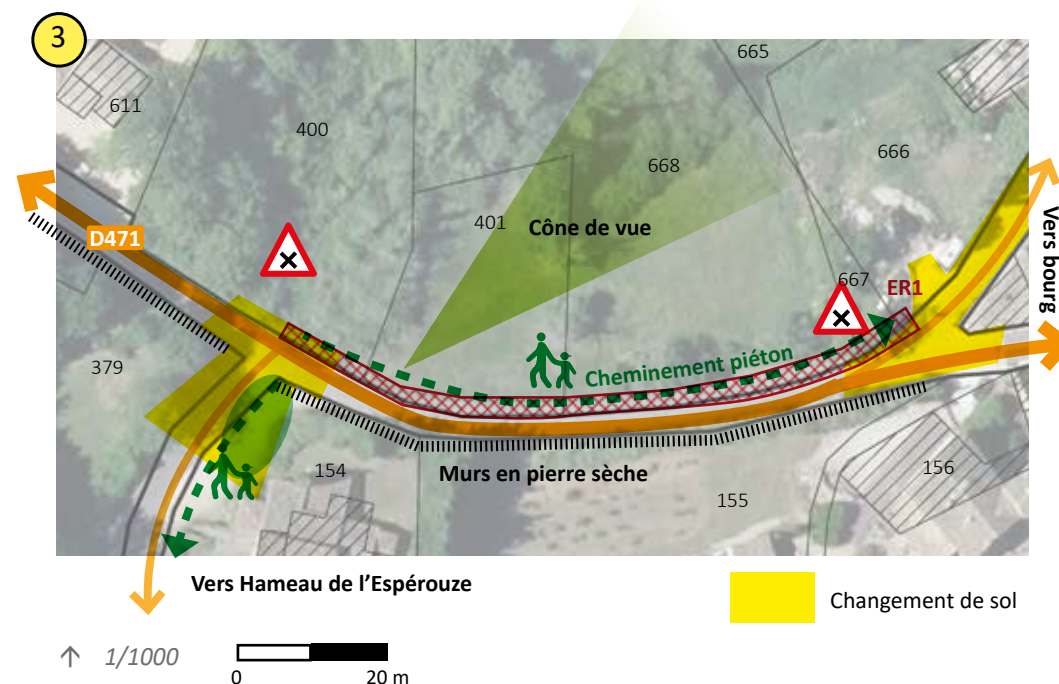 3
665
611
400
666
668
401
Cône de vue
D471
667
ER1
Vers bourg
379
Cheminement piéton
154
Murs en pierre sèche
156
155
Vers Hameau de l'Espérouze
Changement de sol
1/1000
0
20 m